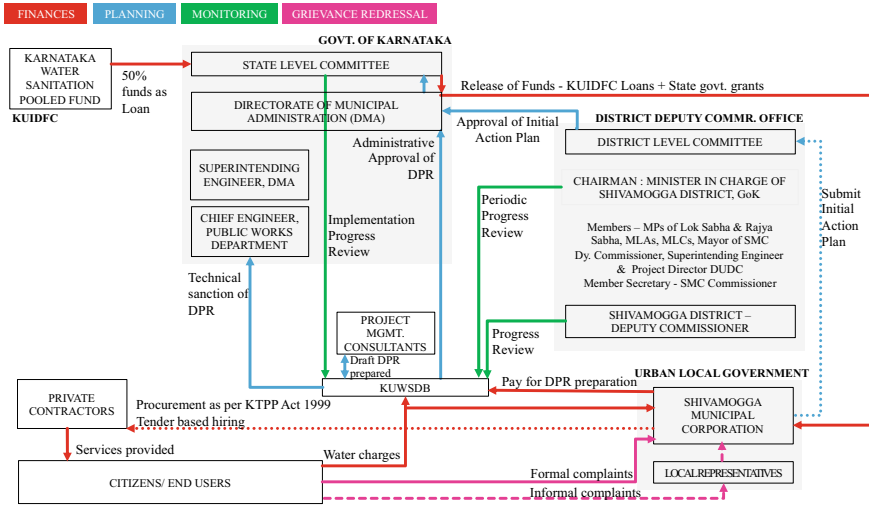 FINANCES
PLANNING
MONITORING
GRIEVANCE REDRESSAL
GOVT. OF KARNATAKA
KARNATAKA
WATER
SANITATION
POOLED FUND
KUIDFC
50%
funds as
Loan
STATE LEVEL COMMITTEE
Release of Funds - KUIDFC Loans + State govt. grants
DIRECTORATE OF MUNICIPAL
ADMINISTRATION (DMA)
Approval of Initial
Action Plan
DISTRICT DEPUTY COMMR. OFFICE
DISTRICT LEVEL COMMITTEE
Administrative
Approval of
DPR
SUPERINTENDING
ENGINEER, DMA
CHIEF ENGINEER,
PUBLIC WORKS
DEPARTMENT
CHAIRMAN : MINISTER IN CHARGE OF
SHIVAMOGGA DISTRICT, GoK
Submit
Initial
Action
Plan
Periodic
Progress
Review
Implementation
Progress
Review
Members – MPs of Lok Sabha & Rajya
Sabha, MLAs, MLCs, Mayor of SMC
Dy. Commissioner, Superintending Engineer
& Project Director DUDC
Member Secretary - SMC Commissioner
Technical
sanction of
DPR
PROJECT
MGMT.
CONSULTANTS
SHIVAMOGGA DISTRICT –
DEPUTY COMMISSIONER
Progress
Review
Draft DPR
prepared
KUWSDB
Pay for DPR preparation
URBAN LOCAL GOVERNMENT
PRIVATE
CONTRACTORS
Procurement as per KTPP Act 1999
Tender based hiring
SHIVAMOGGA
MUNICIPAL
CORPORATION
Services provided
Water charges
LOCAL REPRESENTATIVES
CITIZENS/ END USERS
Formal complaints
Informal complaints